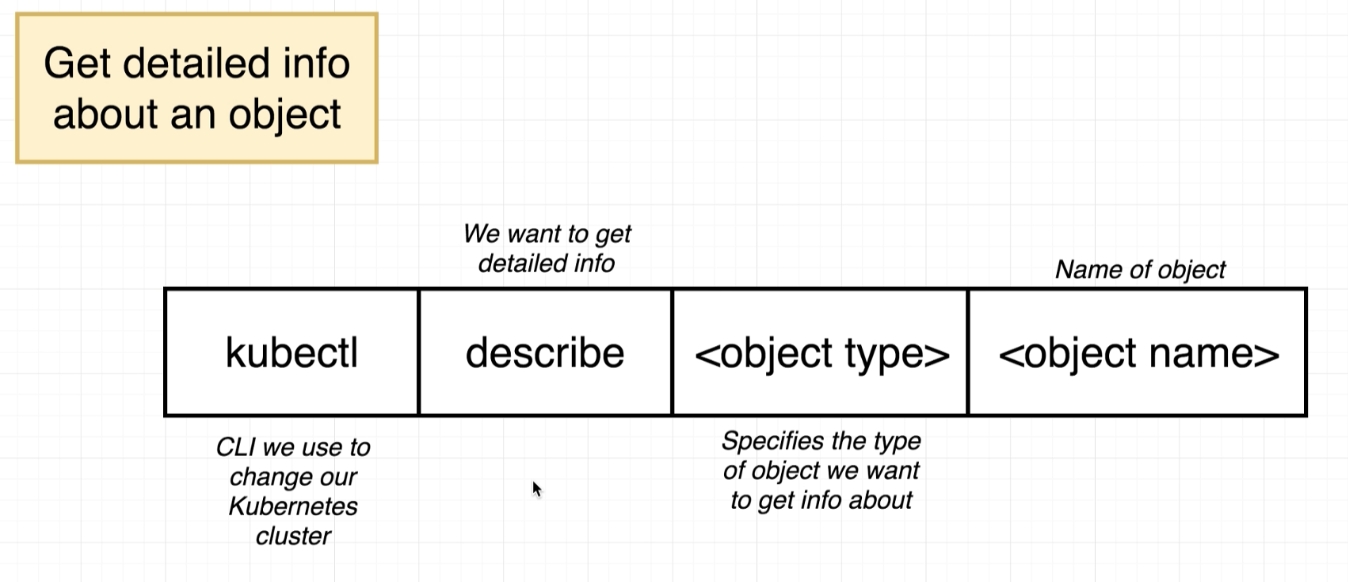 Get detailed info
about an object
We want to get
detailed info
Name of object
kubectl
describe
<object type>
<object name>
CLI we use to
change our
Kubernetes
cluster
Specifies the type
of object we want
to get info about